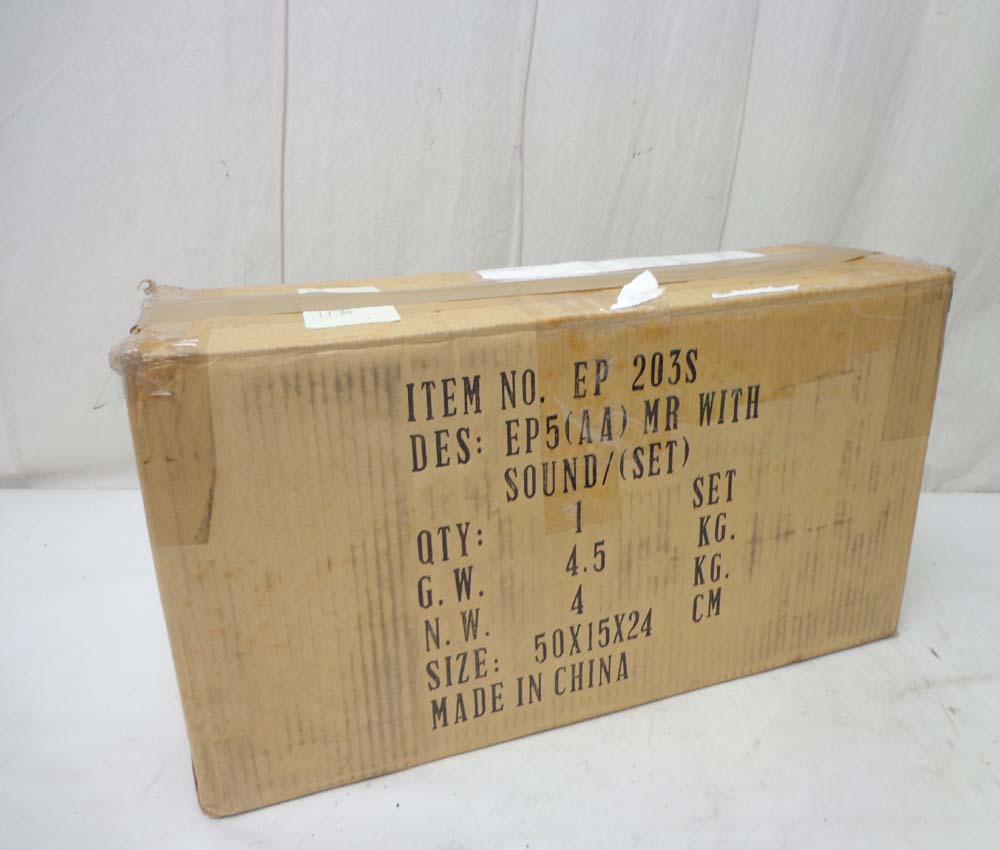 ITEM NO. EP 203S
DES: EP5(AA) MR WITH
SOUND/(SET)
QTY: 1 SET
G.W. 4.5 KG.
N.W. 4 KG.
SIZE: 50X15X24 CM
MADE IN CHINA